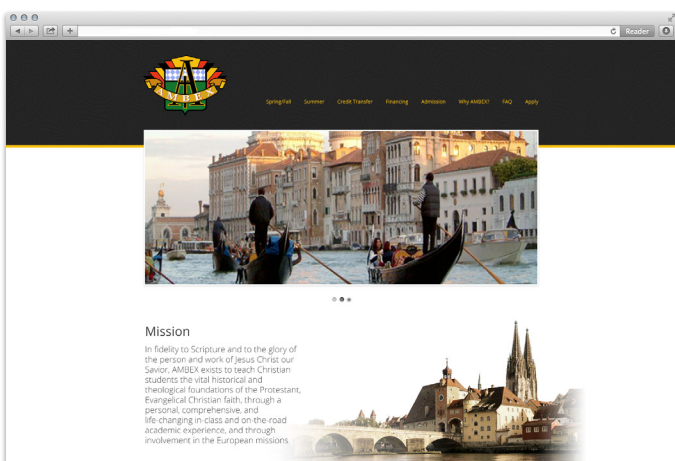 Reader
A
AMBEX
Spring/Fall Summer Credit Transfer Financing Admission Why AMBEX? FAQ Apply
Mission
In fidelity to Scripture and to the glory of
the person and work of Jesus Christ our
Savior, AMBEX exists to teach Christian
students the vital historical and
theological foundations of the Protestant,
Evangelical Christian faith, through a
personal, comprehensive, and
life-changing in-class and on-the-road
academic experience, and through
involvement in the European missions